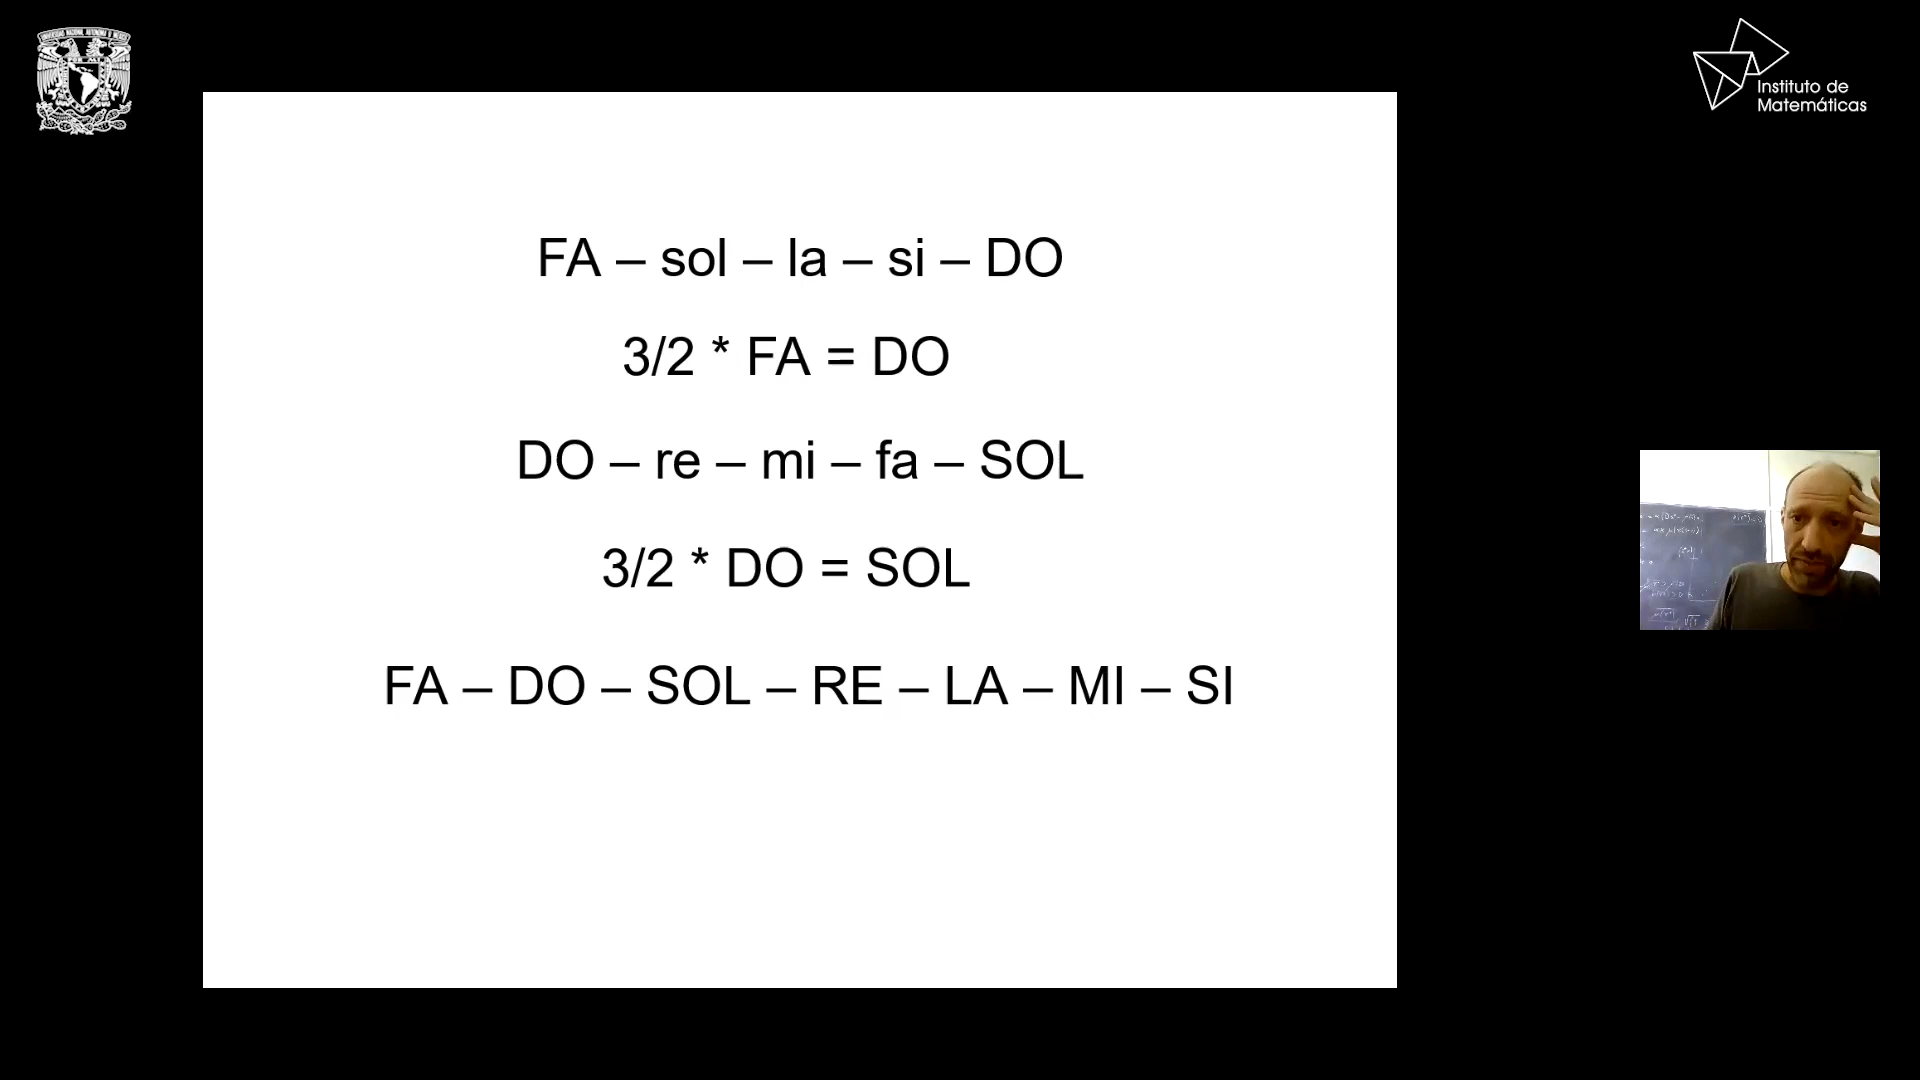 Instituto de
Matemáticas
FA – sol – la – si – DO
3/2 * FA = DO
DO – re – mi – fa – SOL
3/2 * DO = SOL
FA – DO – SOL – RE – LA – MI – SI